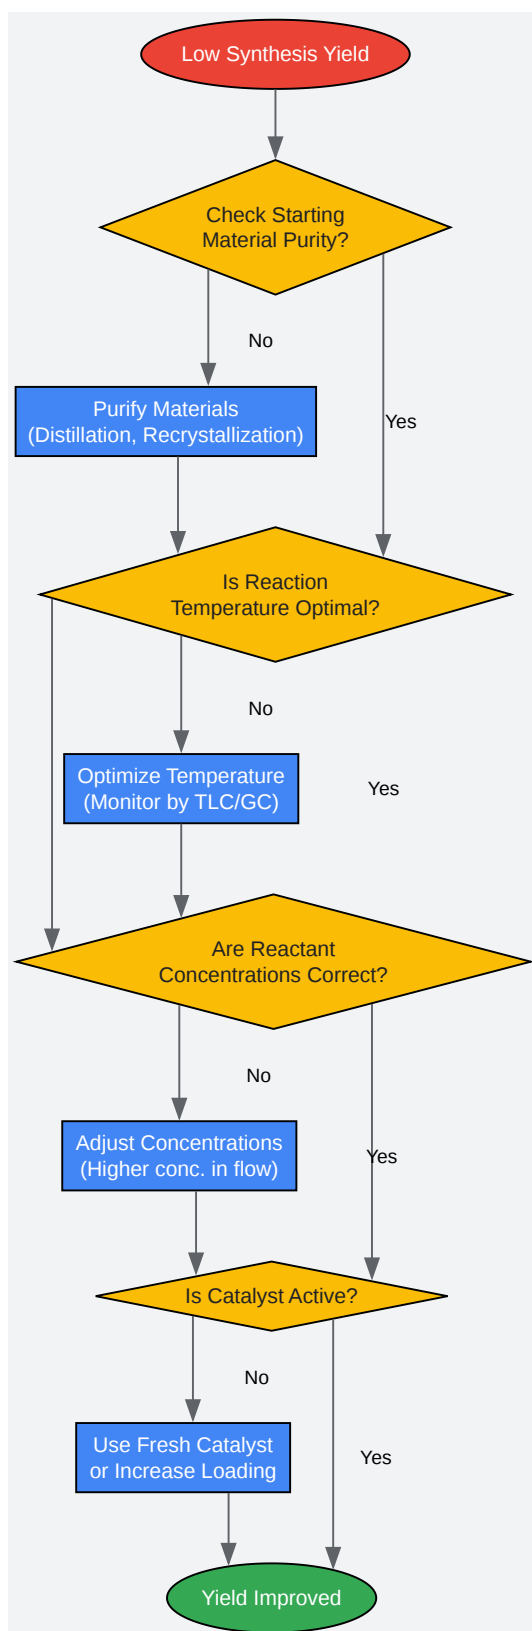 Low Synthesis Yield
Check Starting
Material Purity?
No
Purify Materials
(Distillation, Recrystallization)
Yes
Is Reaction
Temperature Optimal?
No
Optimize Temperature
(Monitor by TLC/GC)
Yes
Are Reactant
Concentrations Correct?
No
Adjust Concentrations
(Higher conc. in flow)
Yes
Is Catalyst Active?
No
Use Fresh Catalyst
or Increase Loading
Yes
Yield Improved